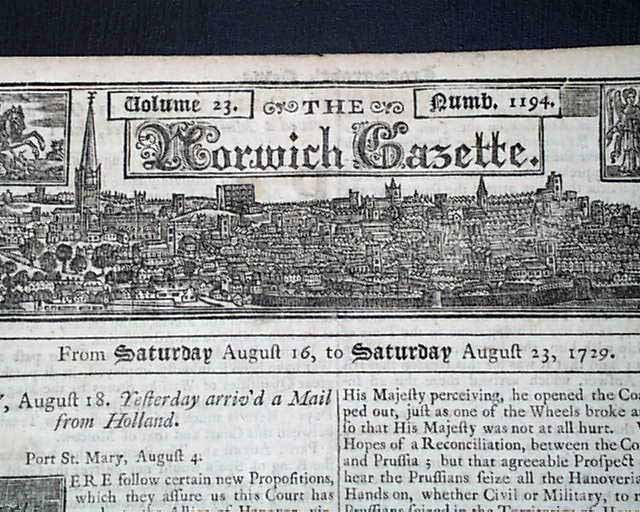 Volume 23.
THE
Numb. 1194.
Norwich Gazette.
From Saturday August 16, to Saturday August 23, 1729.
August 18. Yeſterday arriv'd a Mail
from Holland.
Port St. Mary, August 4.
ERE follow certain new Propoſitions,
which they aſſure us this Court has
His Majeſty perceiving, he opened the
ped out, juſt as one of the Wheels broke
ſo that His Majeſty was not at all hurt.
Hopes of a Reconciliation, between the
and Pruſſia ; but that agreeable Proſpect
hear the Pruſſians ſeize all the
Hands on, whether Civil or Military, to